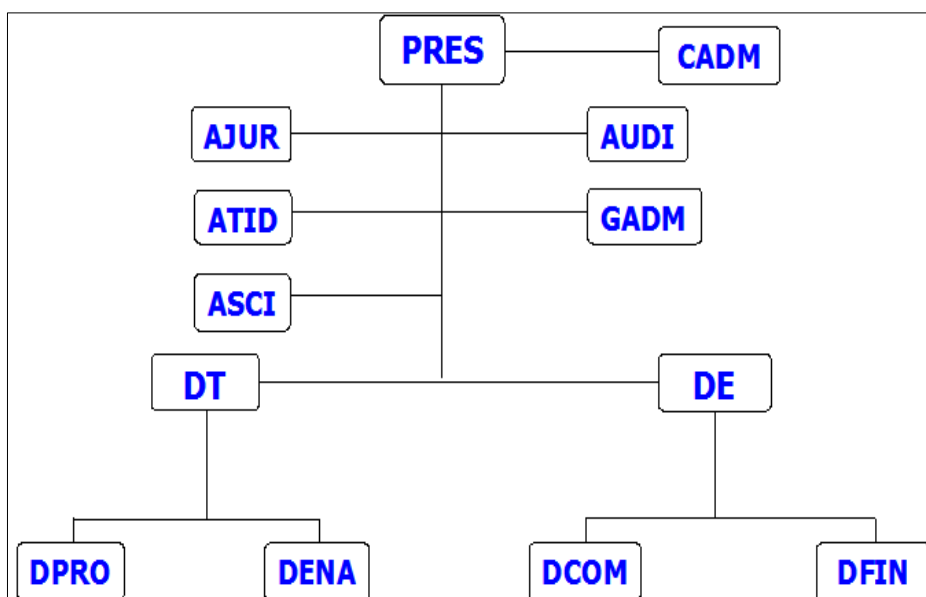 PRES
CADM
AJUR
AUDI
ATID
GADM
ASCI
DT
DE
DPRO
DENA
DCOM
DFIN